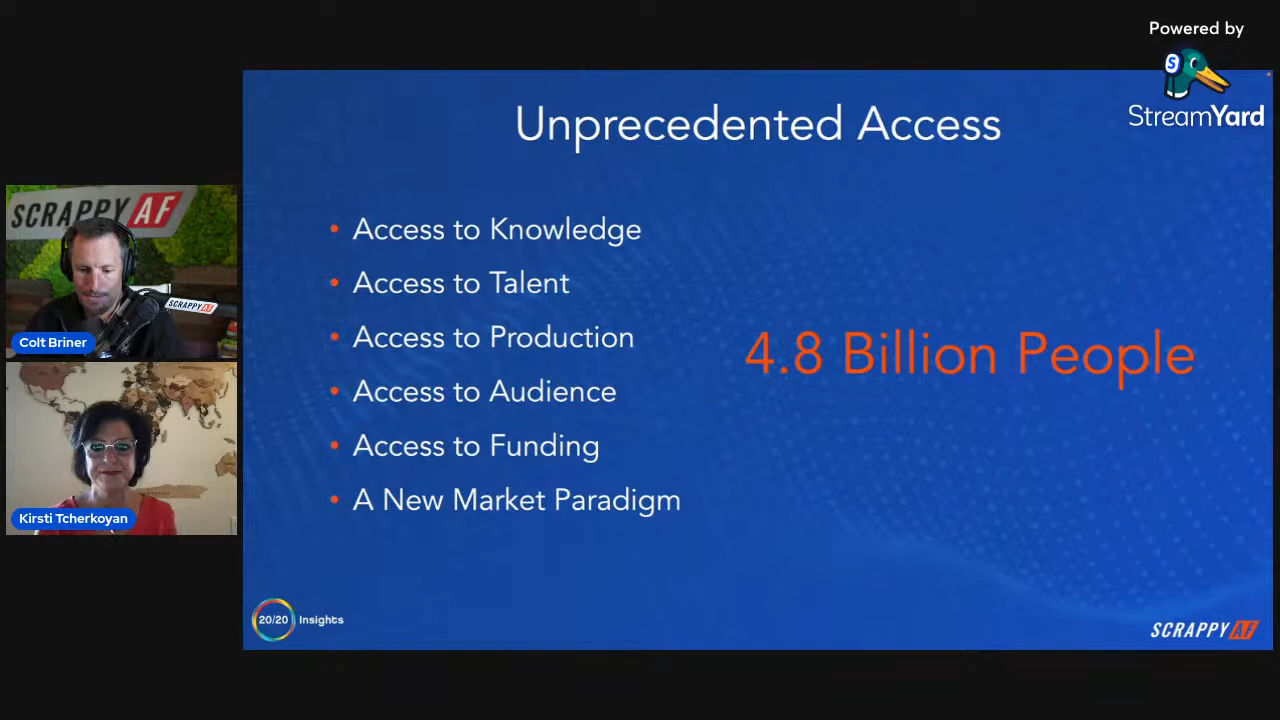 Powered by
StreamYard
Unprecedented Access
• Access to Knowledge
• Access to Talent
• Access to Production
• Access to Audience
• Access to Funding
• A New Market Paradigm
4.8 Billion People
SCRAPPY AF
SCRAPPY AF
Colt Briner
Kirsti Tcherkoyan
20/20 Insights
SCRAPPY AF